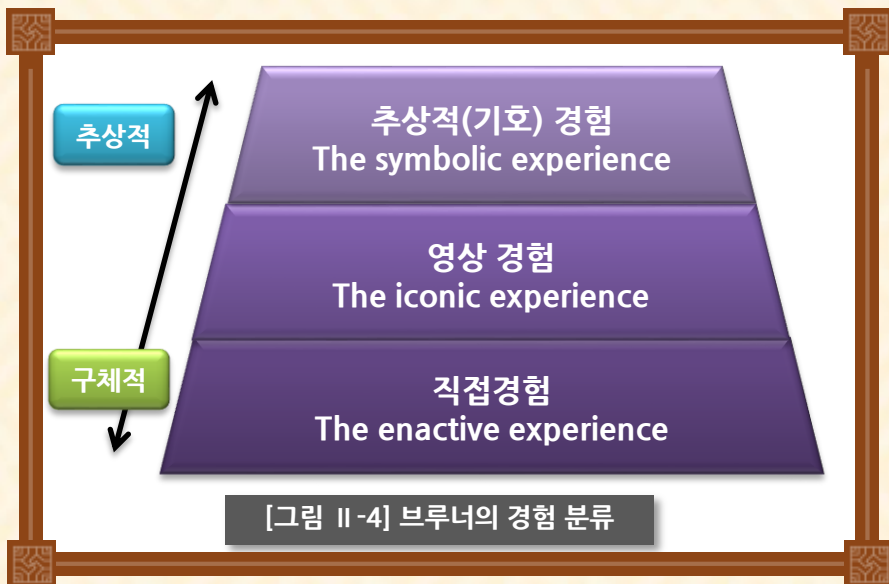 추상적
추상적(기호) 경험
The symbolic experience
영상 경험
The iconic experience
구체적
직접경험
The enactive experience
[그림 Ⅱ-4] 브루너의 경험 분류